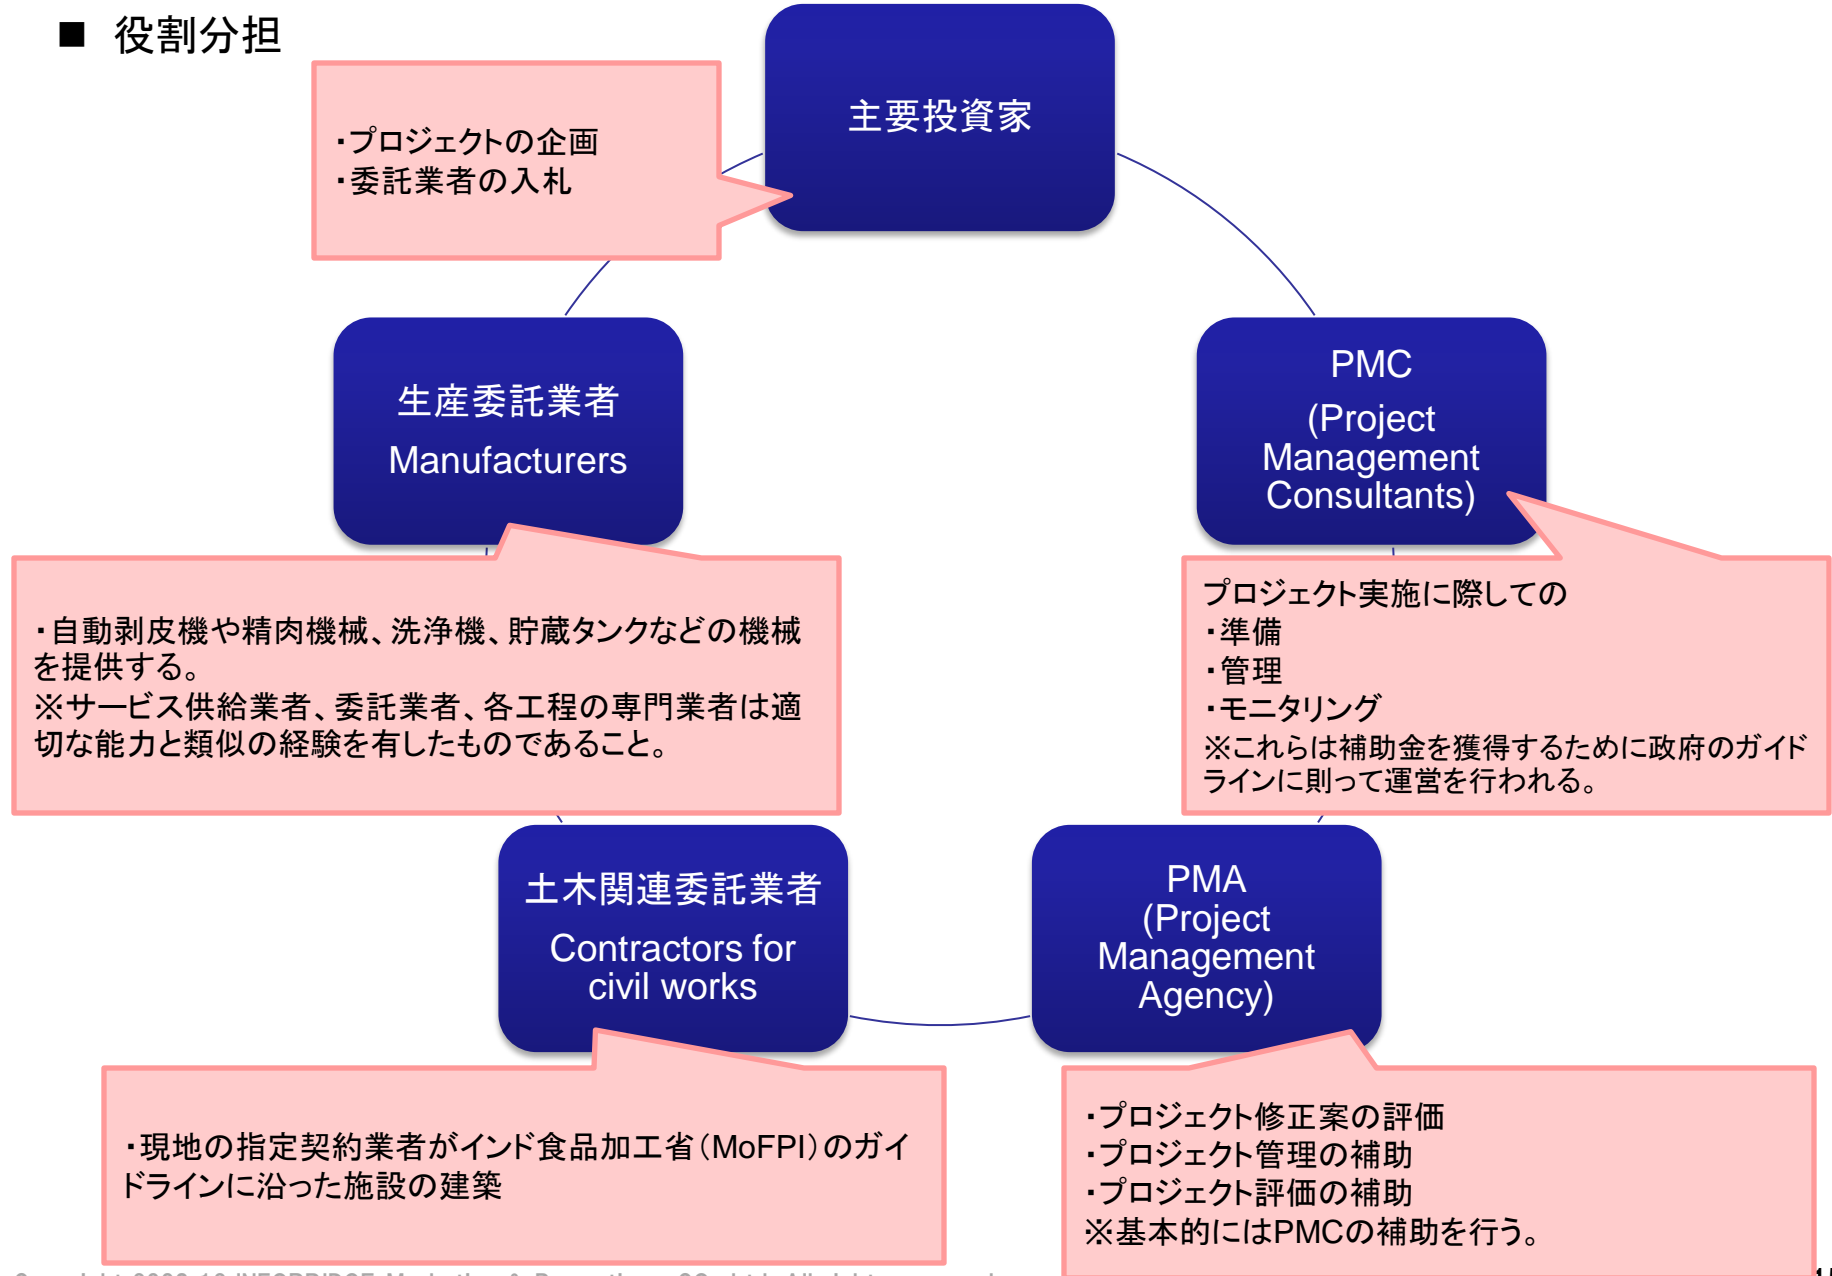 ■ 役割分担
主要投資家
・プロジェクトの企画
・委託業者の入札
生産委託業者
Manufacturers
PMC
(Project
Management
Consultants)
・自動剥皮機や精肉機械、洗浄機、貯蔵タンクなどの機械
を提供する。
※サービス供給業者、委託業者、各工程の専門業者は適
切な能力と類似の経験を有したものであること。
プロジェクト実施に際しての
・準備
・管理
・モニタリング
※これらは補助金を獲得するために政府のガイド
ラインに則って運営を行われる。
土木関連委託業者
Contractors for
civil works
PMA
(Project
Management
Agency)
・現地の指定契約業者がインド食品加工省（MoFPI）のガイ
ドラインに沿った施設の建築
・プロジェクト修正案の評価
・プロジェクト管理の補助
・プロジェクト評価の補助
※基本的にはPMCの補助を行う。